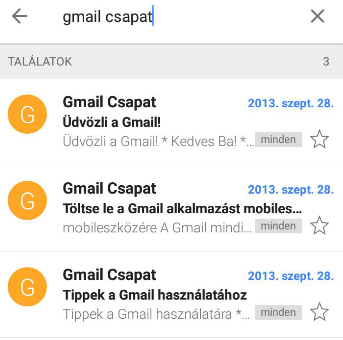 gmail csapat
TALÁLATOK 3
G
Gmail Csapat 2013. szept. 28.
Üdvözli a Gmail!
Üdvözli a Gmail! * Kedves Ba! *... minden
G
Gmail Csapat 2013. szept. 28.
Töltse le a Gmail alkalmazást mobiles...
mobileszközére A Gmail mindi... minden
G
Gmail Csapat 2013. szept. 28.
Tippek a Gmail használatához
Tippek a Gmail használatára *... minden